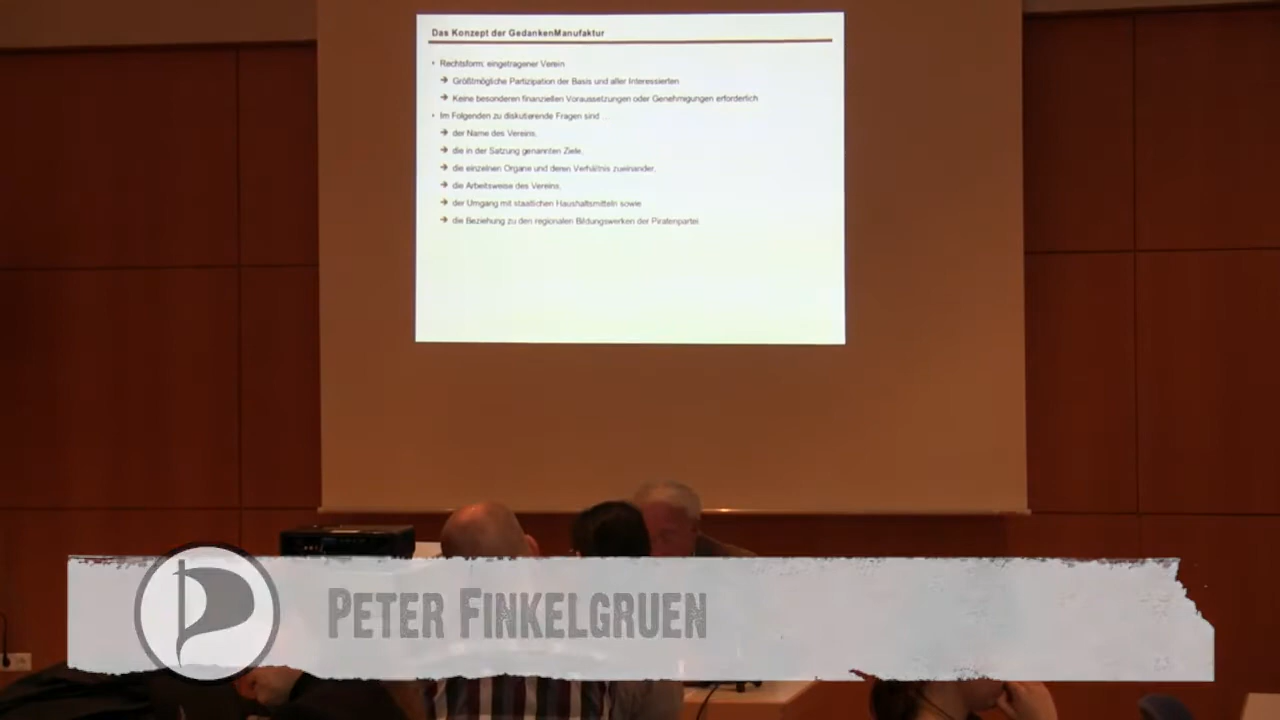 Das Konzept der GedankenManufaktur
Rechtsform: eingetragener Verein
Größtmögliche Partizipation der Basis und aller Interessierten
Keine besonderen finanziellen Voraussetzungen oder Genehmigungen erforderlich
Im Folgenden zu diskutierende Fragen sind ...
der Name des Vereins,
die in der Satzung genannten Ziele,
die einzelnen Organe und deren Verhältnis zueinander,
die Arbeitsweise des Vereins,
der Umgang mit staatlichen Haushaltsmitteln sowie
die Beziehung zu den regionalen Bildungswerken der Piratenpartei.
PETER FINKELGRUEN